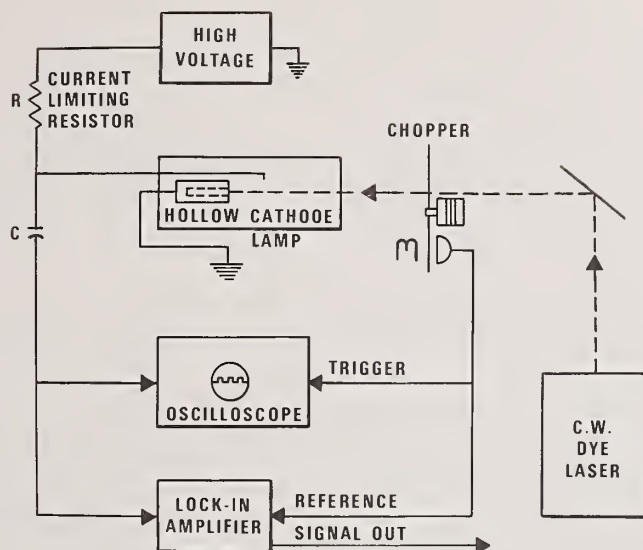 HIGH
VOLTAGE
R
CURRENT
LIMITING
RESISTOR
CHOPPER
HOLLOW CATHOOE
LAMP
C
TRIGGER
OSCILLOSCOPE
C.W.
DYE
LASER
LOCK-IN
AMPLIFIER
REFERENCE
SIGNAL OUT